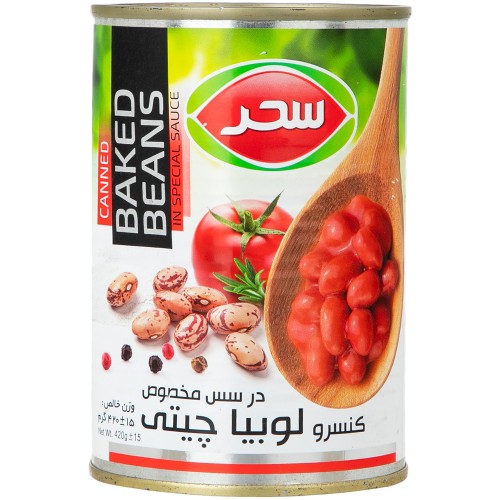 سحر
CANNED
BAKED
BEANS
IN SPECIAL SAUCE
در سس مخصوص
کنسرو لوبیا چیتی
وزن خالص:
۴۲۰±۱۵ گرم
Net Wt. 420g±15